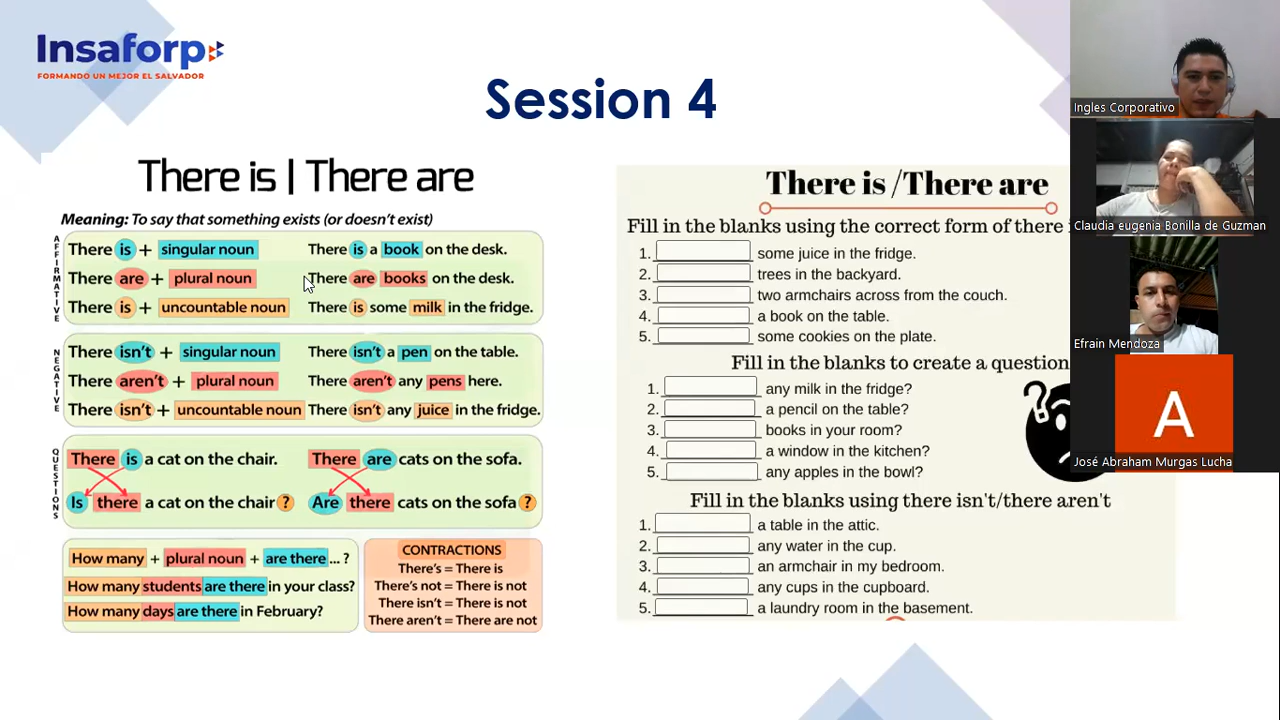 Insaforp
FORMANDO UN MEJOR EL SALVADOR
Session 4
There is | There are
Meaning: To say that something exists (or doesn't exist)
AFFIRMATIVE
There is + singular noun There is a book on the desk.
There are + plural noun There are books on the desk.
There is + uncountable noun There is some milk in the fridge.
NEGATIVE
There isn't + singular noun There isn't a pen on the table.
There aren't + plural noun There aren't any pens here.
There isn't + uncountable noun There isn't any juice in the fridge.
QUESTIONS
There is a cat on the chair. There are cats on the sofa.
Is there a cat on the chair ? Are there cats on the sofa ?
How many + plural noun + are there ... ?
How many students are there in your class?
How many days are there in February?
CONTRACTIONS
There's = There is
There's not = There is not
There isn't = There is not
There aren't = There are not
There is /There are
Fill in the blanks using the correct form of there
1. some juice in the fridge.
2. trees in the backyard.
3. two armchairs across from the couch.
4. a book on the table.
5. some cookies on the plate.
Fill in the blanks to create a question
1. any milk in the fridge?
2. a pencil on the table?
3. books in your room?
4. a window in the kitchen?
5. any apples in the bowl?
?
Fill in the blanks using there isn't/there aren't
1. a table in the attic.
2. any water in the cup.
3. an armchair in my bedroom.
4. any cups in the cupboard.
5. a laundry room in the basement.
Ingles Corporativo
Claudia eugenia Bonilla de Guzman
Efrain Mendoza
A
José Abraham Murgas Lucha